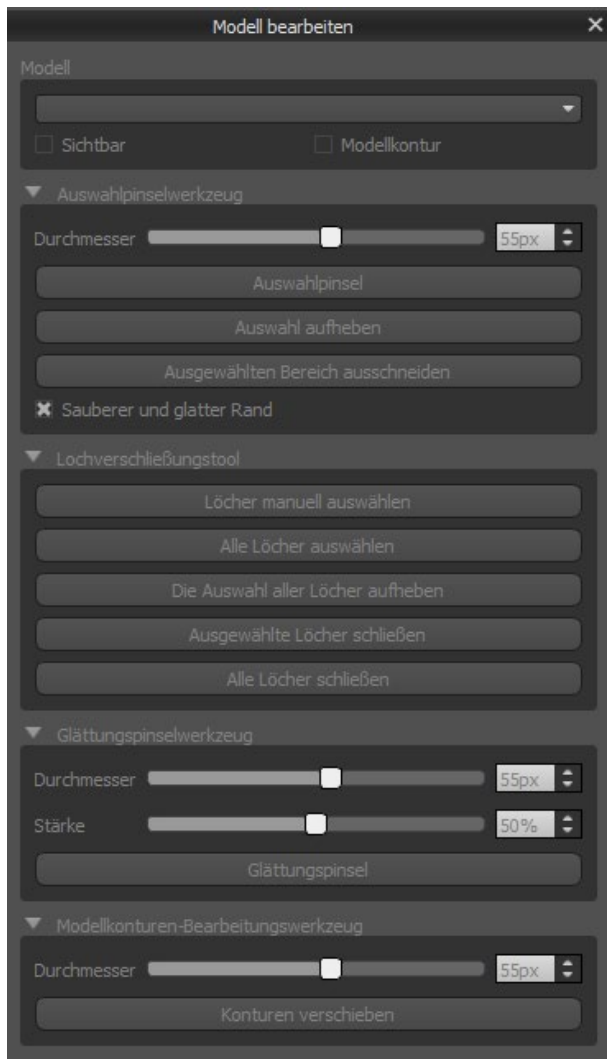 Modell bearbeiten
Modell
Sichtbar Modellkontur
Auswahlpinselwerkzeug
Durchmesser 55px
Auswahlpinsel
Auswahl aufheben
Ausgewählten Bereich ausschneiden
Sauberer und glatter Rand
Lochverschließungstool
Löcher manuell auswählen
Alle Löcher auswählen
Die Auswahl aller Löcher aufheben
Ausgewählte Löcher schließen
Alle Löcher schließen
Glättungspinselwerkzeug
Durchmesser 55px
Stärke 50%
Glättungspinsel
Modellkonturen-Bearbeitungswerkzeug
Durchmesser 55px
Konturen verschieben